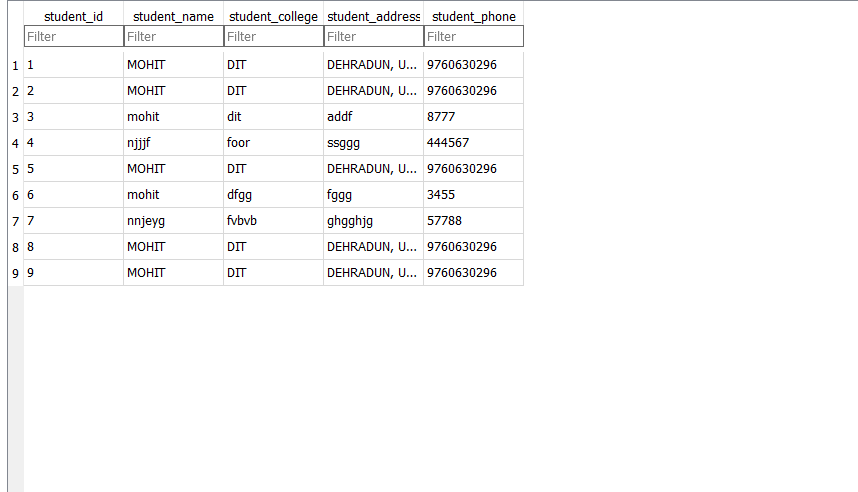 student_id student_name student_college student_address student_phone
Filter Filter Filter Filter Filter
1 1 MOHIT DIT DEHRADUN, U... 9760630296
2 2 MOHIT DIT DEHRADUN, U... 9760630296
3 3 mohit dit addf 8777
4 4 njjjf foor ssggg 444567
5 5 MOHIT DIT DEHRADUN, U... 9760630296
6 6 mohit dfgg fggg 3455
7 7 nnjeyg fvbvb ghgghjg 57788
8 8 MOHIT DIT DEHRADUN, U... 9760630296
9 9 MOHIT DIT DEHRADUN, U... 9760630296